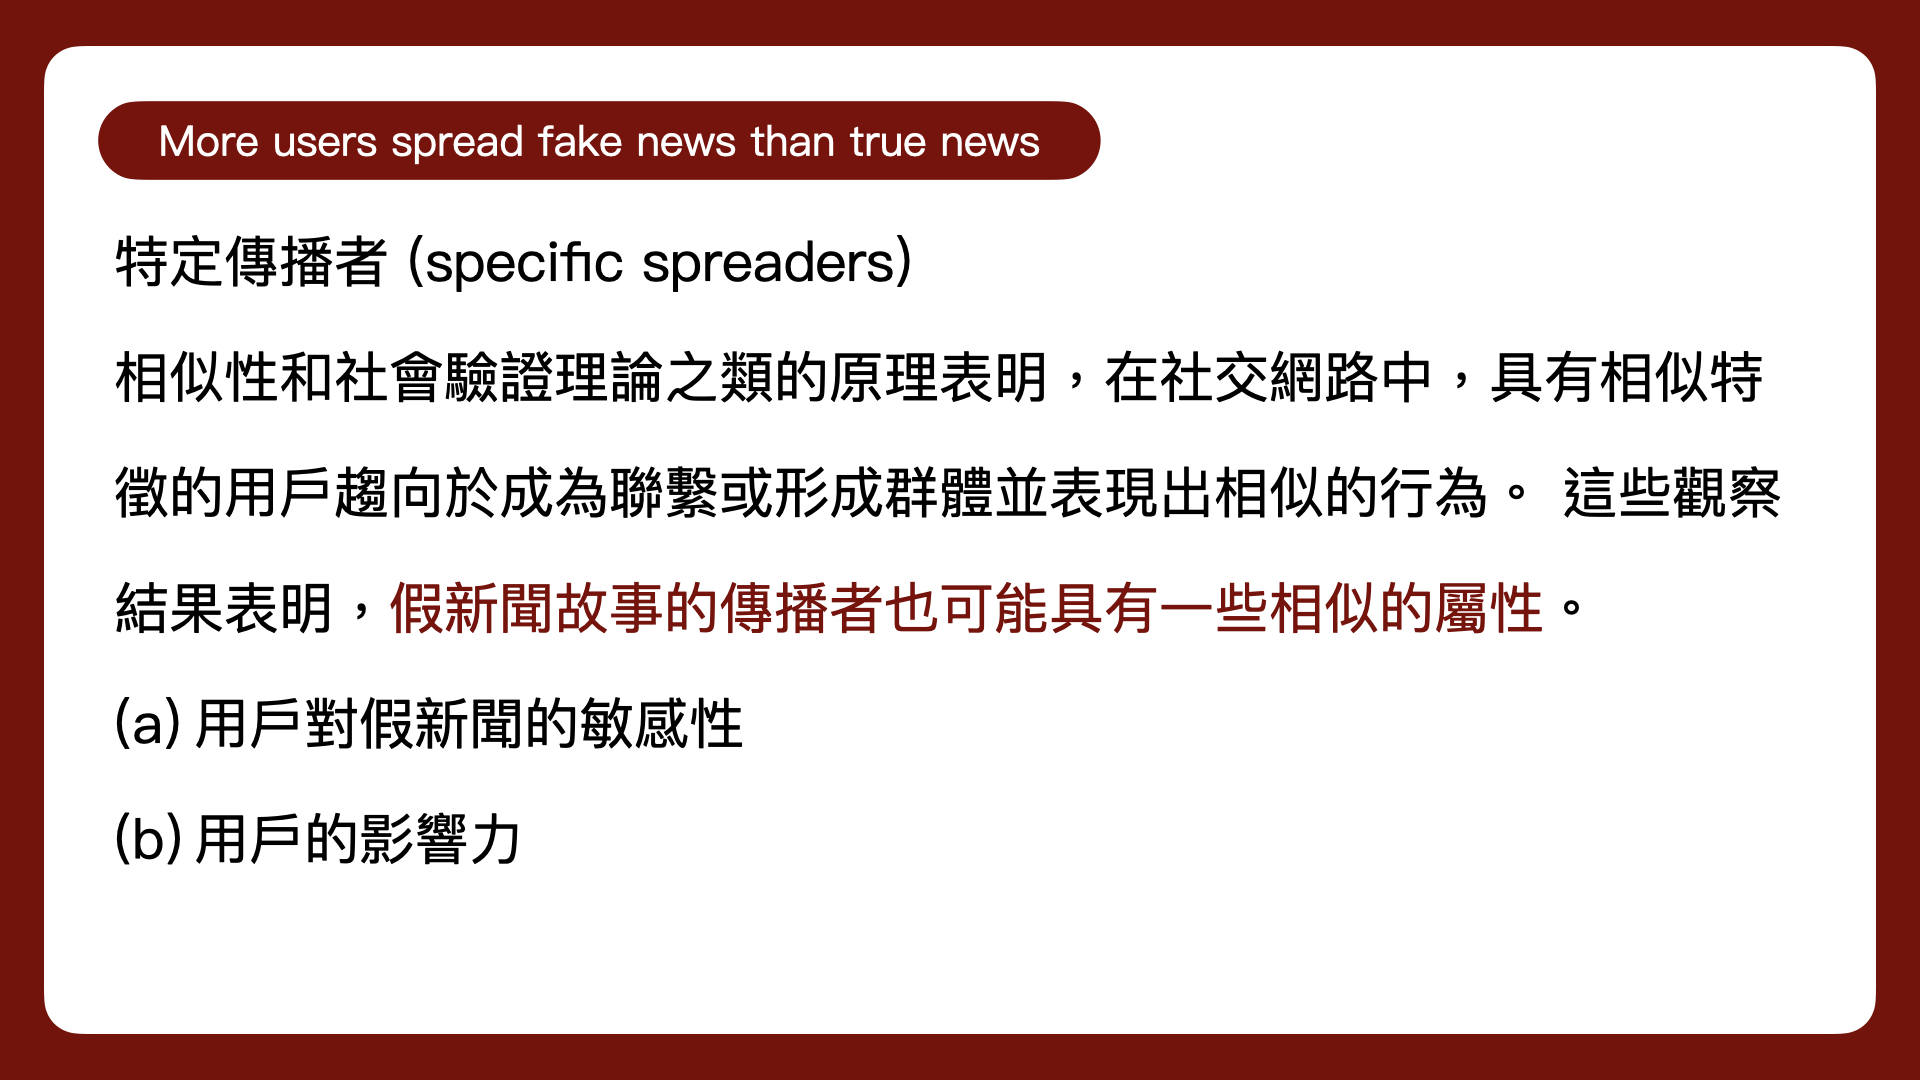 More users spread fake news than true news
特定傳播者 (specific spreaders)
相似性和社會驗證理論之類的原理表明，在社交網路中，具有相似特
徵的用戶趨向於成為聯繫或形成群體並表現出相似的行為。 這些觀察
結果表明，假新聞故事的傳播者也可能具有一些相似的屬性。
(a) 用戶對假新聞的敏感性
(b) 用戶的影響力